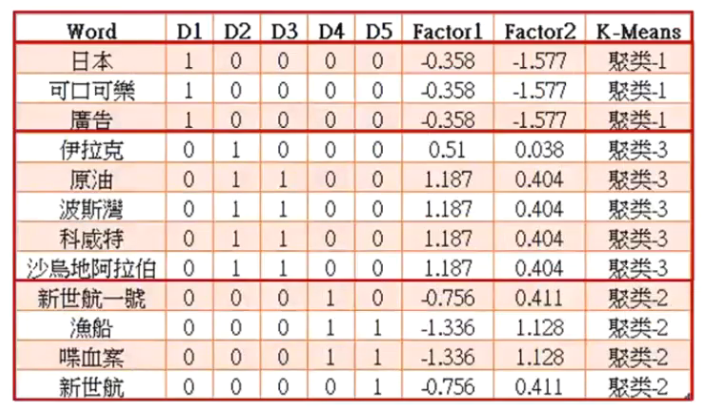 Word D1 D2 D3 D4 D5 Factor1 Factor2 K-Means
日本 1 0 0 0 0 -0.358 -1.577 聚类-1
可口可樂 1 0 0 0 0 -0.358 -1.577 聚类-1
廣告 1 0 0 0 0 -0.358 -1.577 聚类-1
伊拉克 0 1 0 0 0 0.51 0.038 聚类-3
原油 0 1 1 0 0 1.187 0.404 聚类-3
波斯灣 0 1 1 0 0 1.187 0.404 聚类-3
科威特 0 1 1 0 0 1.187 0.404 聚类-3
沙烏地阿拉伯 0 1 1 0 0 1.187 0.404 聚类-3
新世航一號 0 0 0 1 0 -0.756 0.411 聚类-2
漁船 0 0 0 1 1 -1.336 1.128 聚类-2
喋血案 0 0 0 1 1 -1.336 1.128 聚类-2
新世航 0 0 0 0 1 -0.756 0.411 聚类-2